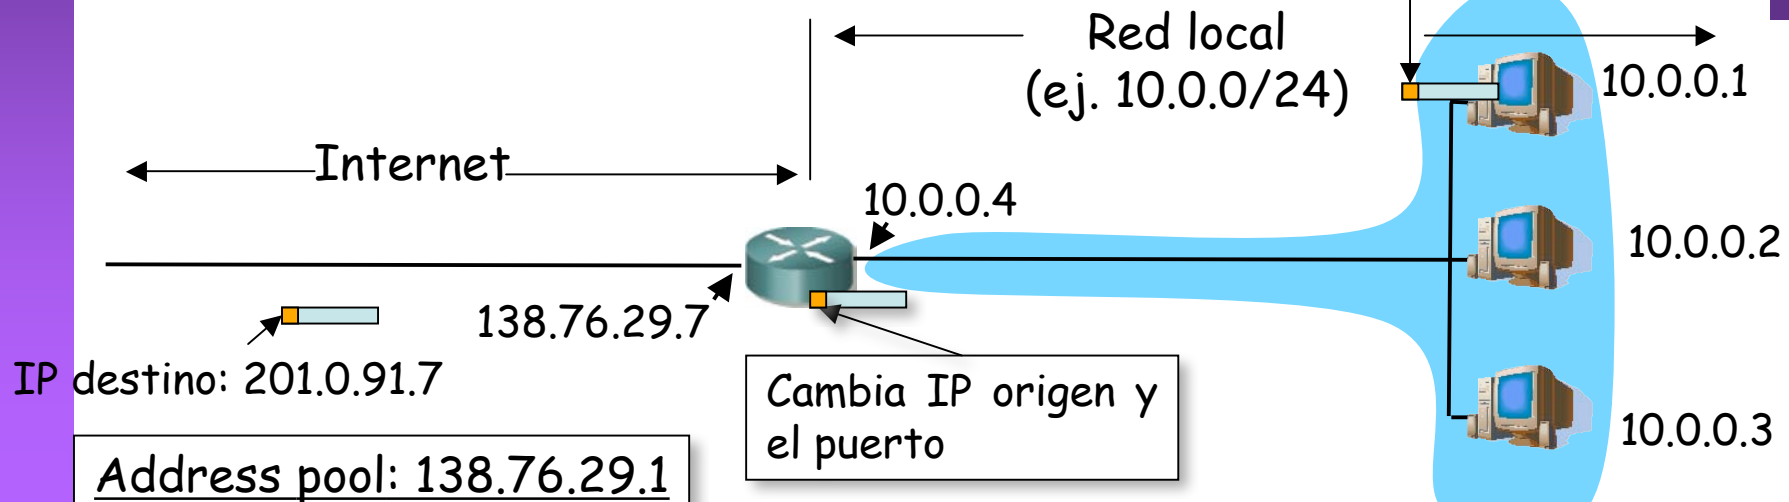 Red local
(ej. 10.0.0/24)
10.0.0.1
Internet
10.0.0.4
10.0.0.2
138.76.29.7
IP destino: 201.0.91.7
Cambia IP origen y
el puerto
10.0.0.3
Address pool: 138.76.29.1